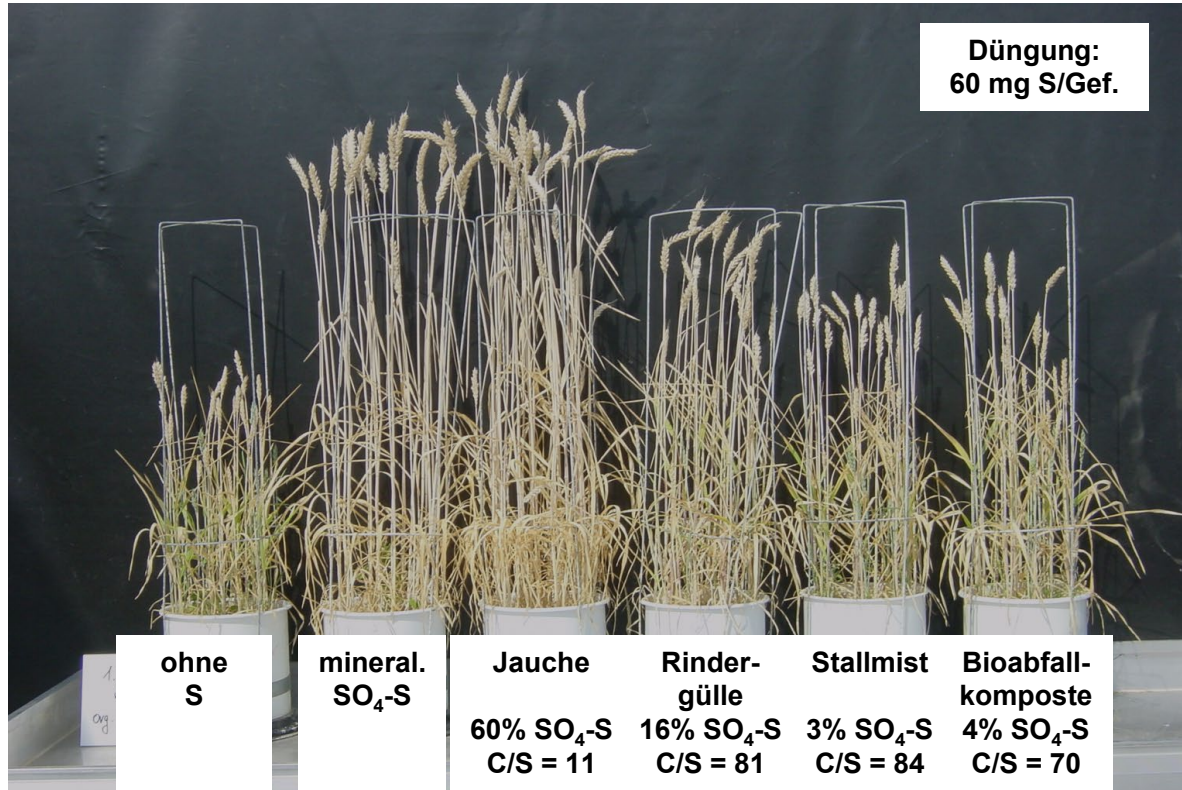 Düngung:
60 mg S/Gef.
ohne
S
mineral.
SO₄-S
Jauche
60% SO₄-S
C/S = 11
Rinder-
gülle
16% SO₄-S
C/S = 81
Stallmist
3% SO₄-S
C/S = 84
Bioabfall-
komposte
4% SO₄-S
C/S = 70